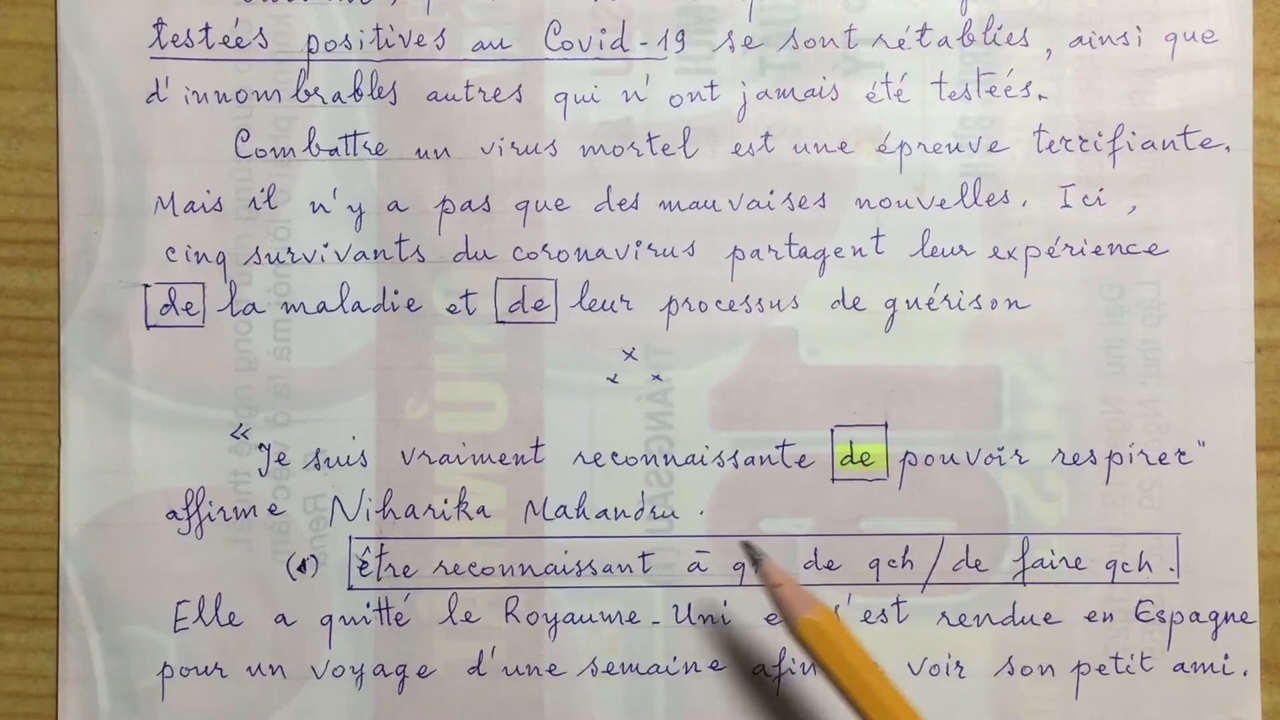 testées positives au Covid-19 se sont rétablies, ainsi que
d'innombrables autres qui n'ont jamais été testées.
Combattre un virus mortel est une épreuve terrifiante.
Mais il n'y a pas que des mauvaises nouvelles. Ici,
cinq survivants du coronavirus partagent leur expérience
de la maladie et de leur processus de guérison
x
x x
« Je suis vraiment reconnaissante de pouvoir respirer"
affirme Niharika Mahandru.
(1) être reconnaissant à de qch / de faire qch.
Elle a quitté le Royaume-Uni s'est rendue en Espagne
pour un voyage d'une semaine afin voir son petit ami.